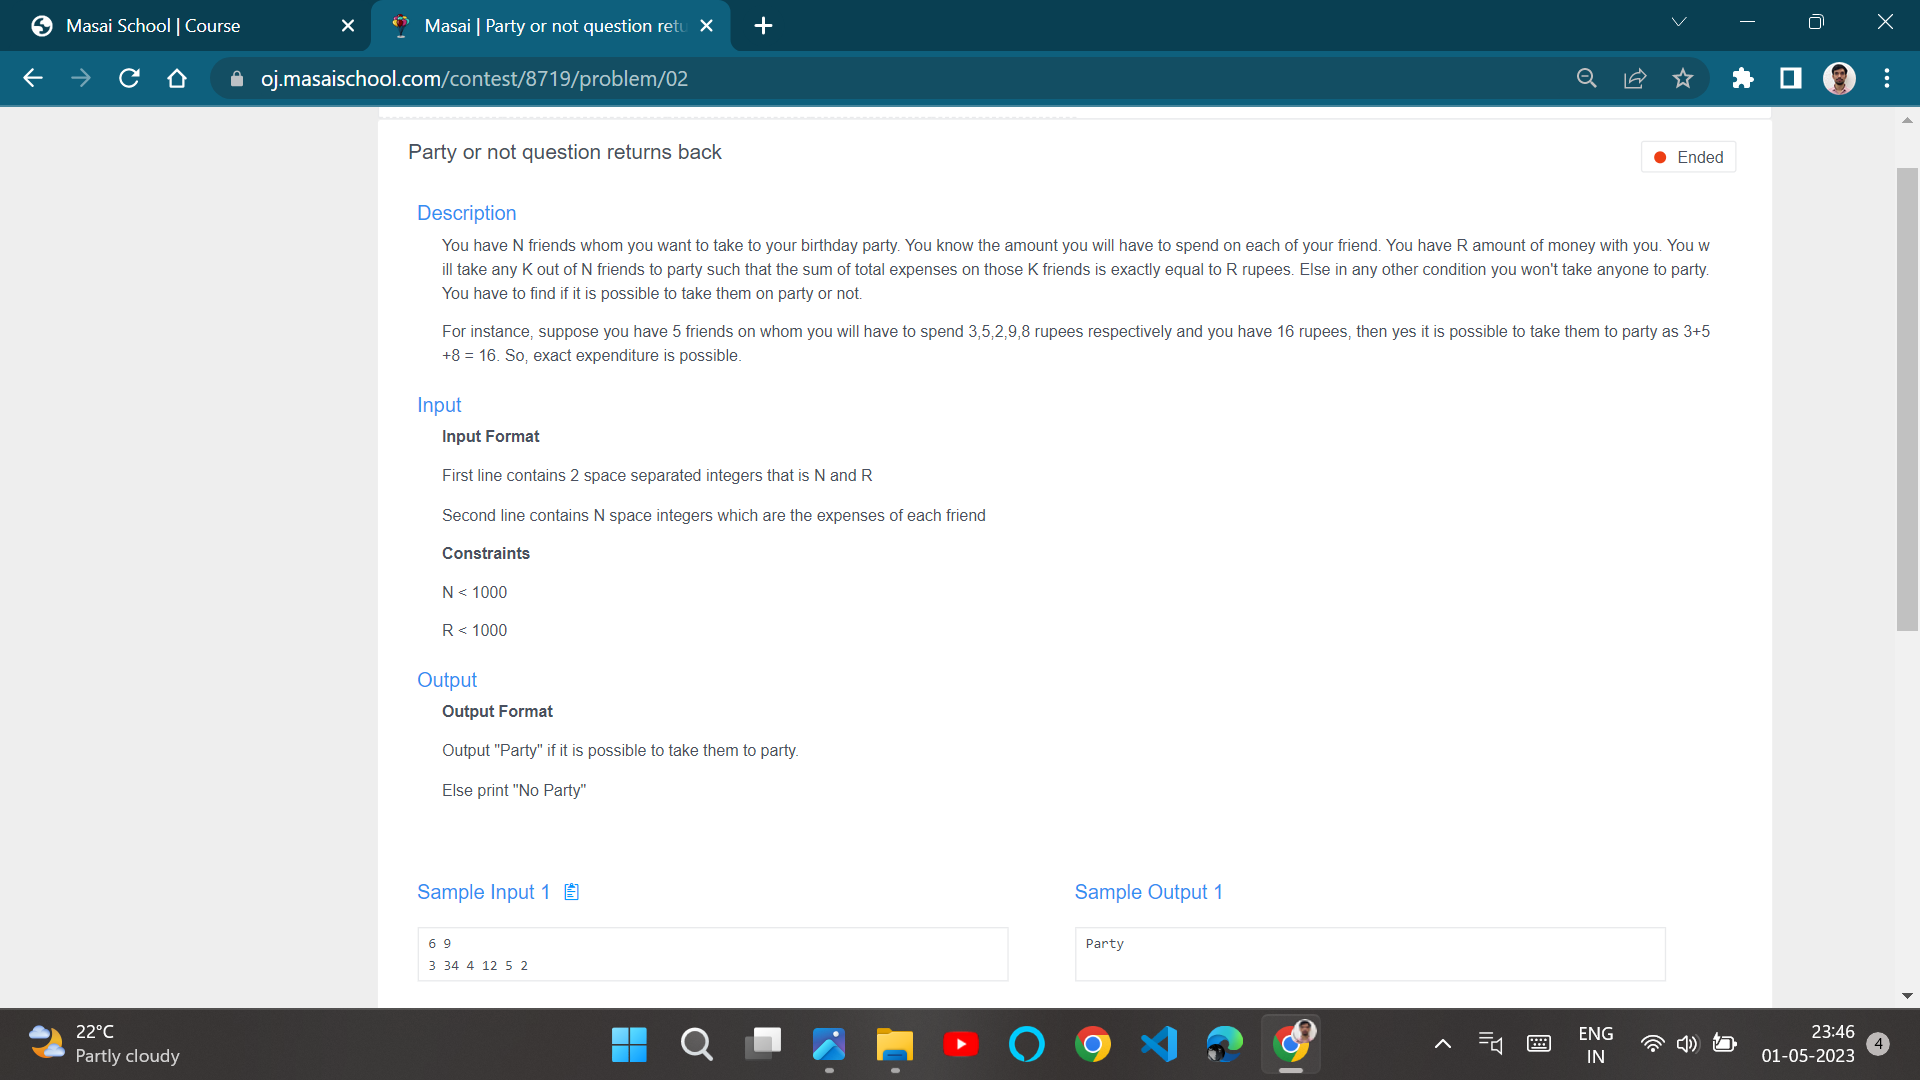 Masai School | Course
Masai | Party or not question retu
oj.masaischool.com/contest/8719/problem/02
Party or not question returns back
Ended
Description
You have N friends whom you want to take to your birthday party. You know the amount you will have to spend on each of your friend. You have R amount of money with you. You w
ill take any K out of N friends to party such that the sum of total expenses on those K friends is exactly equal to R rupees. Else in any other condition you won't take anyone to party.
You have to find if it is possible to take them on party or not.
For instance, suppose you have 5 friends on whom you will have to spend 3,5,2,9,8 rupees respectively and you have 16 rupees, then yes it is possible to take them to party as 3+5
+8 = 16. So, exact expenditure is possible.
Input
Input Format
First line contains 2 space separated integers that is N and R
Second line contains N space integers which are the expenses of each friend
Constraints
N < 1000
R < 1000
Output
Output Format
Output "Party" if it is possible to take them to party.
Else print "No Party"
Sample Input 1
Sample Output 1
6 9
3 34 4 12 5 2
Party
22°C
Partly cloudy
ENG
IN
23:46
01-05-2023
4